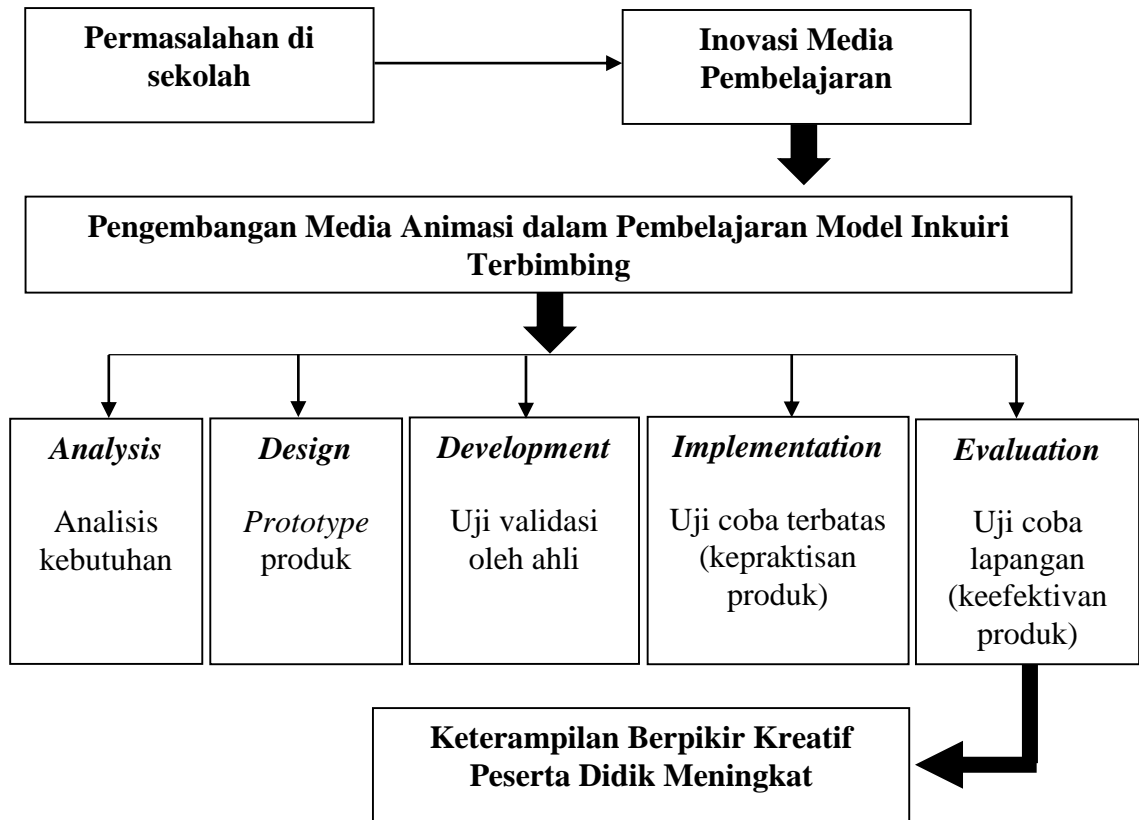 Permasalahan di
sekolah
Inovasi Media
Pembelajaran
Pengembangan Media Animasi dalam Pembelajaran Model Inkuiri
Terbimbing
Analysis
Analisis
kebutuhan
Design
Prototype
produk
Development
Uji validasi
oleh ahli
Implementation
Uji coba terbatas
(kepraktisan
produk)
Evaluation
Uji coba
lapangan
(keefektivan
produk)
Keterampilan Berpikir Kreatif
Peserta Didik Meningkat